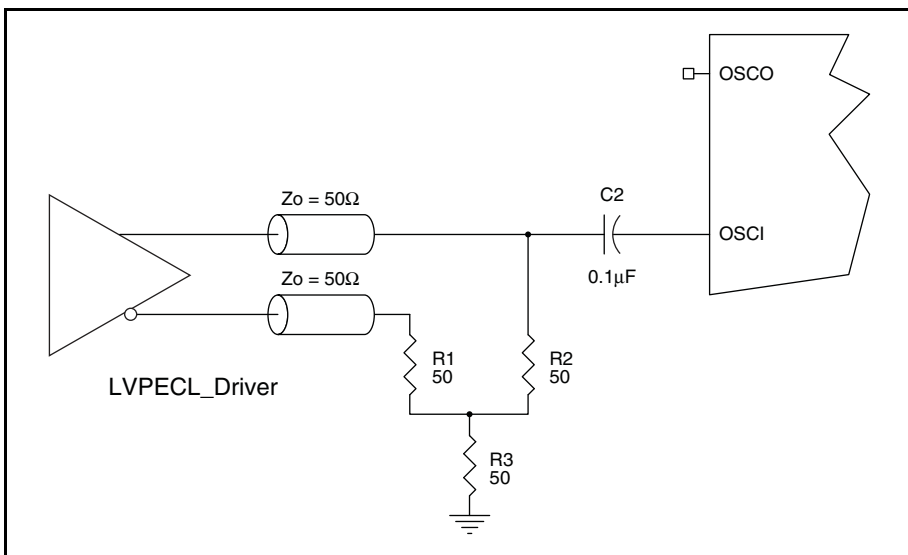 OSCO
Zo = 50Ω
C2
OSCI
0.1μF
Zo = 50Ω
R1
50
R2
50
LVPECL_Driver
R3
50